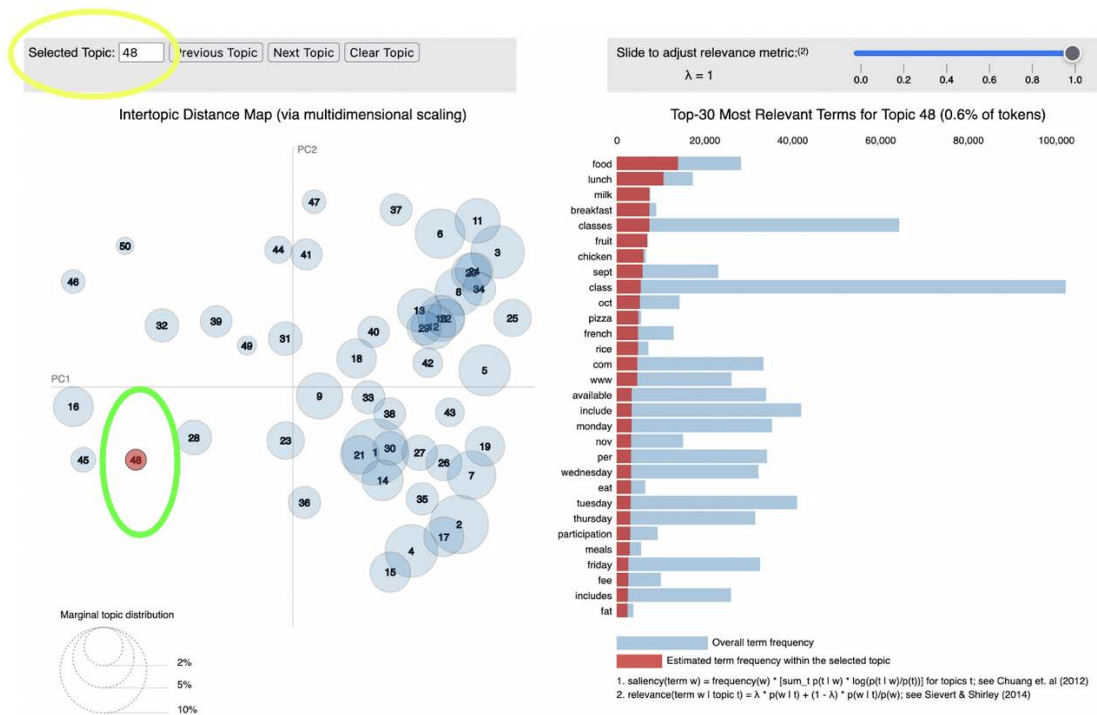 Selected Topic: 48 Previous Topic Next Topic Clear Topic
Slide to adjust relevance metric:(2)
λ = 1
0.0 0.2 0.4 0.6 0.8 1.0
Intertopic Distance Map (via multidimensional scaling)
PC2
PC1
47
37
11
6
3
50
44
41
46
34
8
13
25
32
39
29
12
22
40
31
49
18
42
5
9
33
16
38
43
28
23
21
1
30
27
19
45
48
26
7
14
35
36
2
17
4
15
Marginal topic distribution
2%
5%
10%
Top-30 Most Relevant Terms for Topic 48 (0.6% of tokens)
0 20,000 40,000 60,000 80,000 100,000
food
lunch
milk
breakfast
classes
fruit
chicken
sept
class
oct
pizza
french
rice
com
www
available
include
monday
nov
per
wednesday
eat
tuesday
thursday
participation
meals
friday
fee
includes
fat
Overall term frequency
Estimated term frequency within the selected topic
1. saliency(term w) = frequency(w) * [sum_t p(t | w) * log(p(t | w)/p(t))] for topics t; see Chuang et. al (2012)
2. relevance(term w | topic t) = λ * p(w | t) + (1 - λ) * p(w | t)/p(w); see Sievert & Shirley (2014)